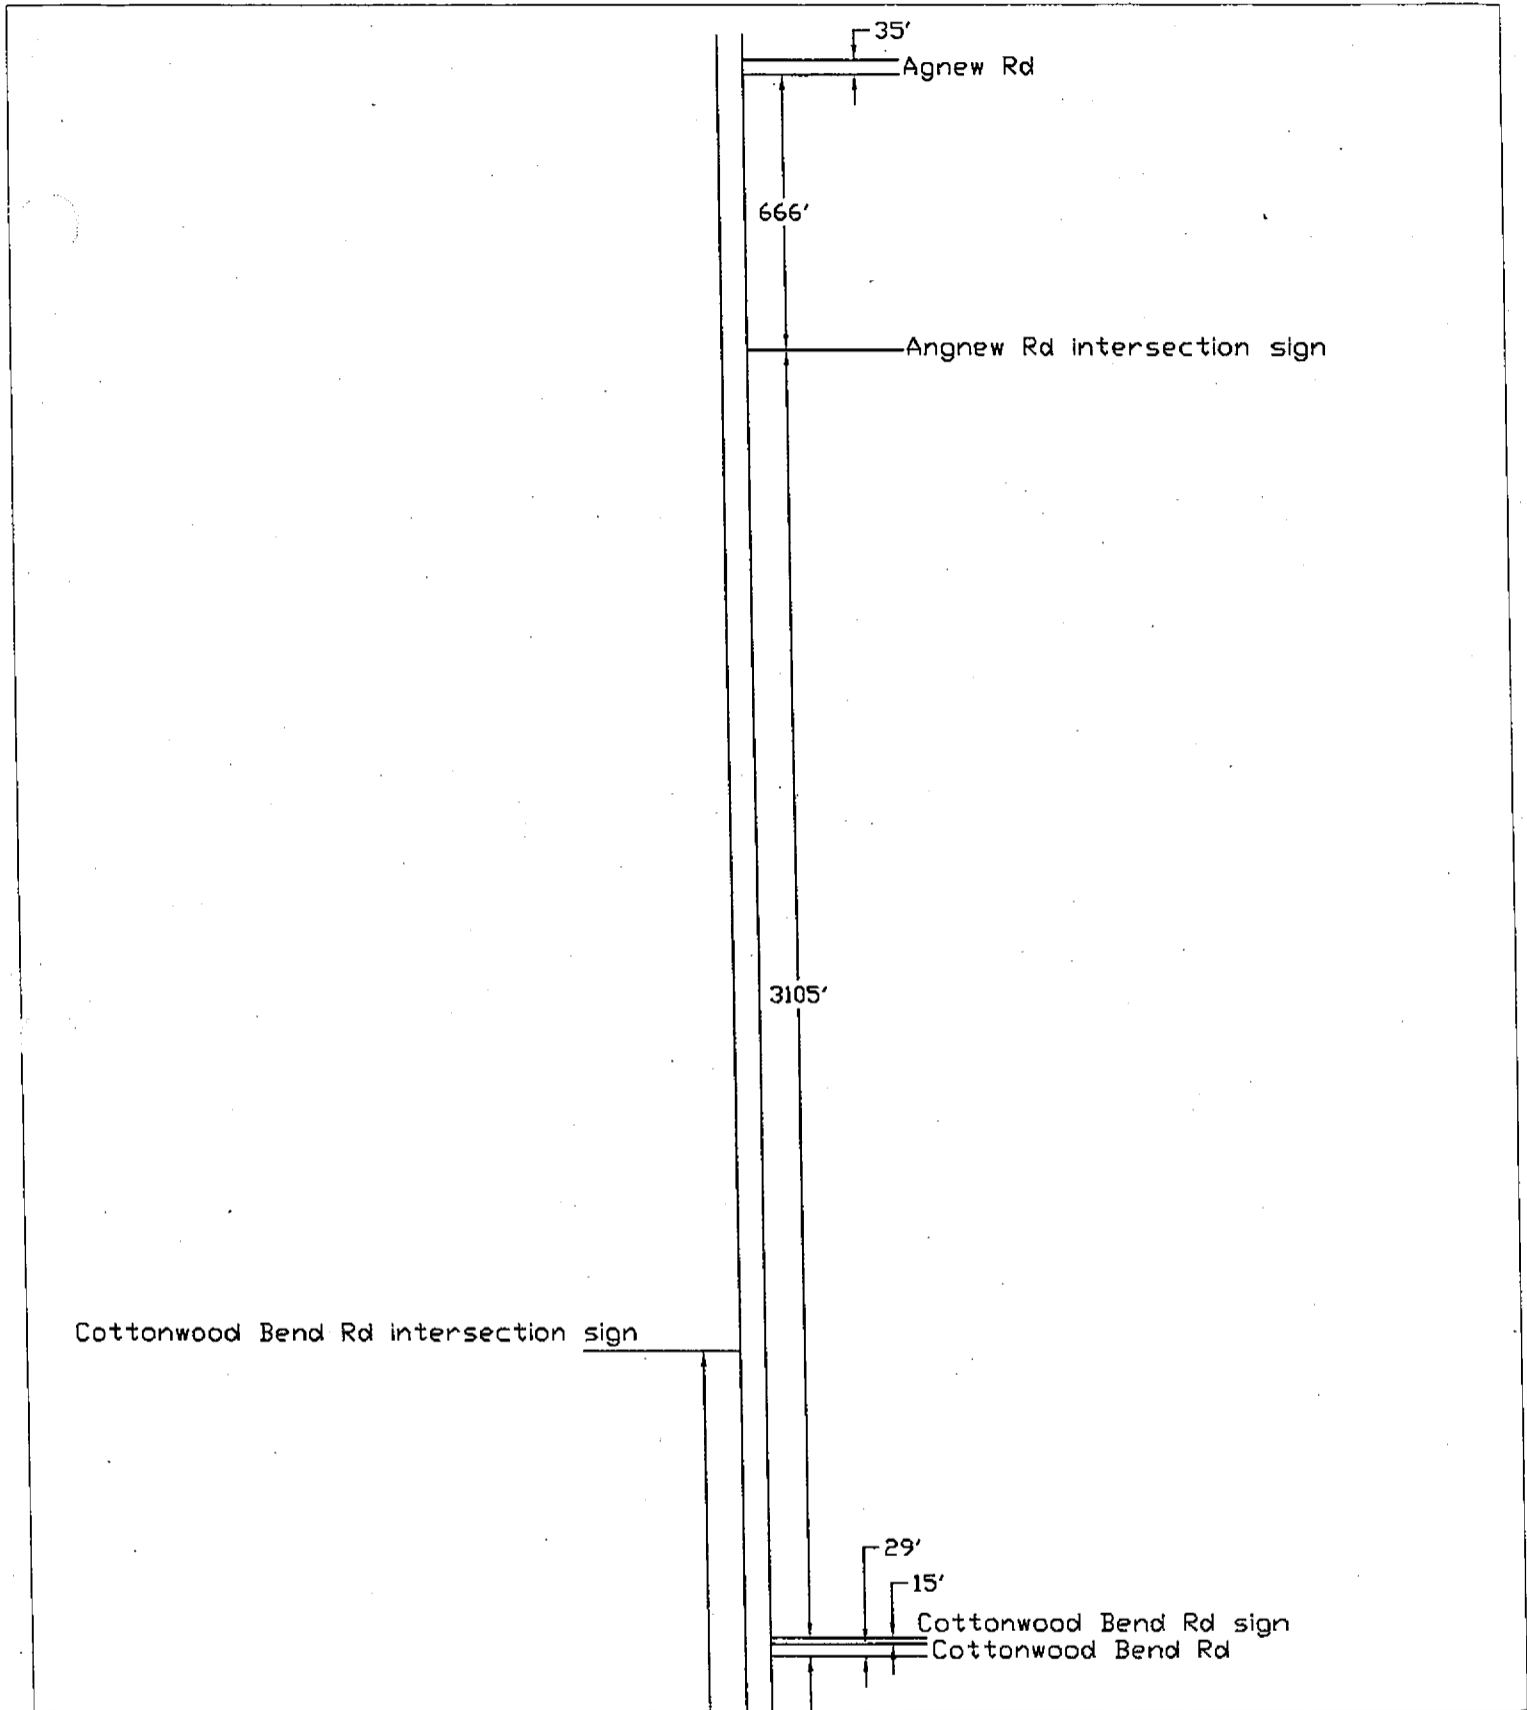 35'
Agnew Rd
666'
Angnew Rd intersection sign
3105'
Cottonwood Bend Rd intersection sign
29'
15'
Cottonwood Bend Rd sign
Cottonwood Bend Rd